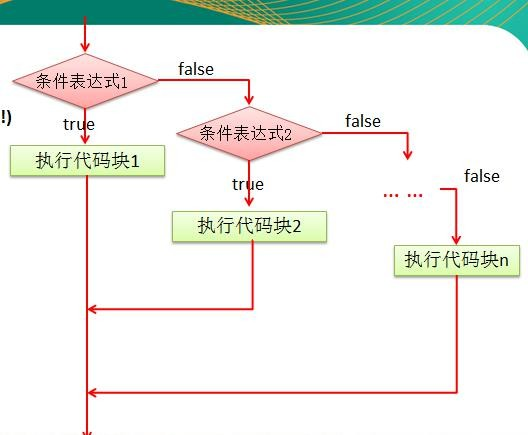 条件表达式1
false
!)
true
执行代码块1
条件表达式2
false
true
执行代码块2
... ...
false
执行代码块n